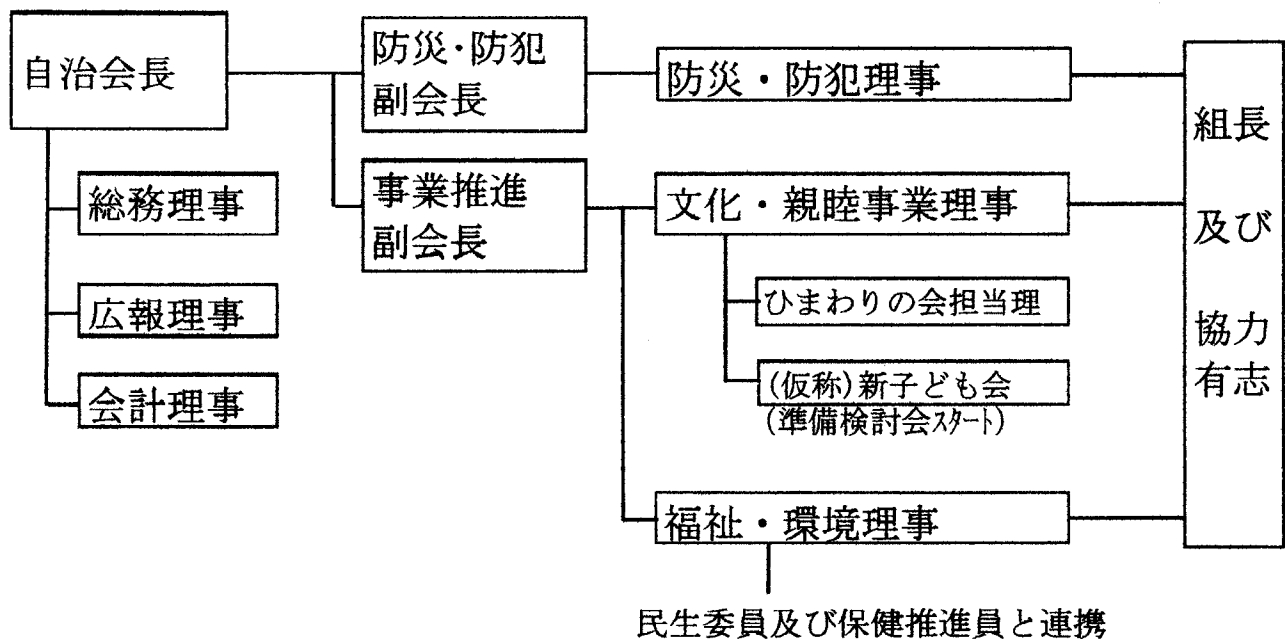 自治会長
防災・防犯
副会長
防災・防犯理事
組長
及び
協力
有志
総務理事
広報理事
会計理事
事業推進
副会長
文化・親睦事業理事
ひまわりの会担当理
(仮称)新子ども会
(準備検討会スタート)
福祉・環境理事
民生委員及び保健推進員と連携